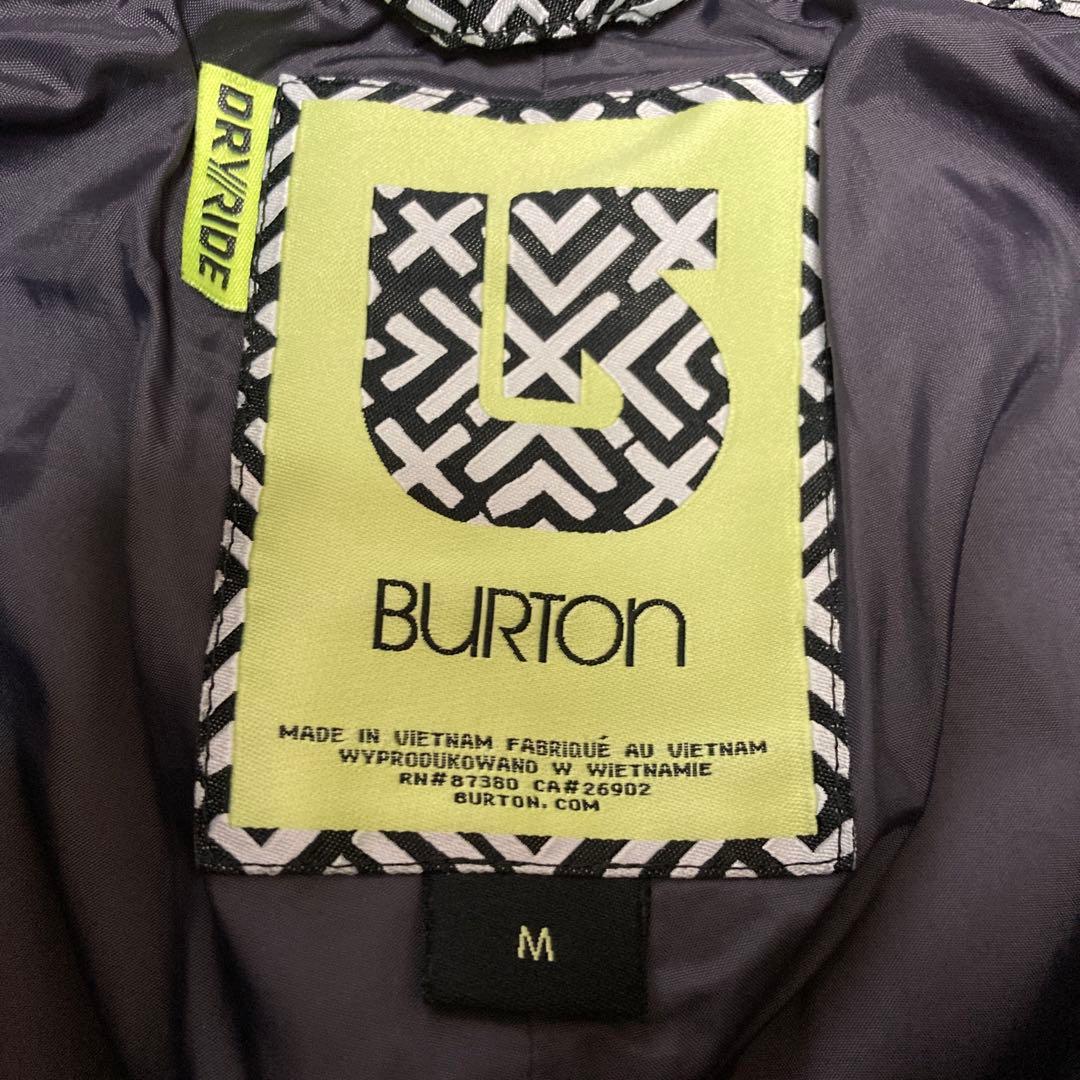 DRY//RIDE
BURTON
MADE IN VIETNAM FABRIQUÉ AU VIETNAM
WYPRODUKOWANO W WIETNAMIE
RN#87380 CA#26902
BURTON.COM
M